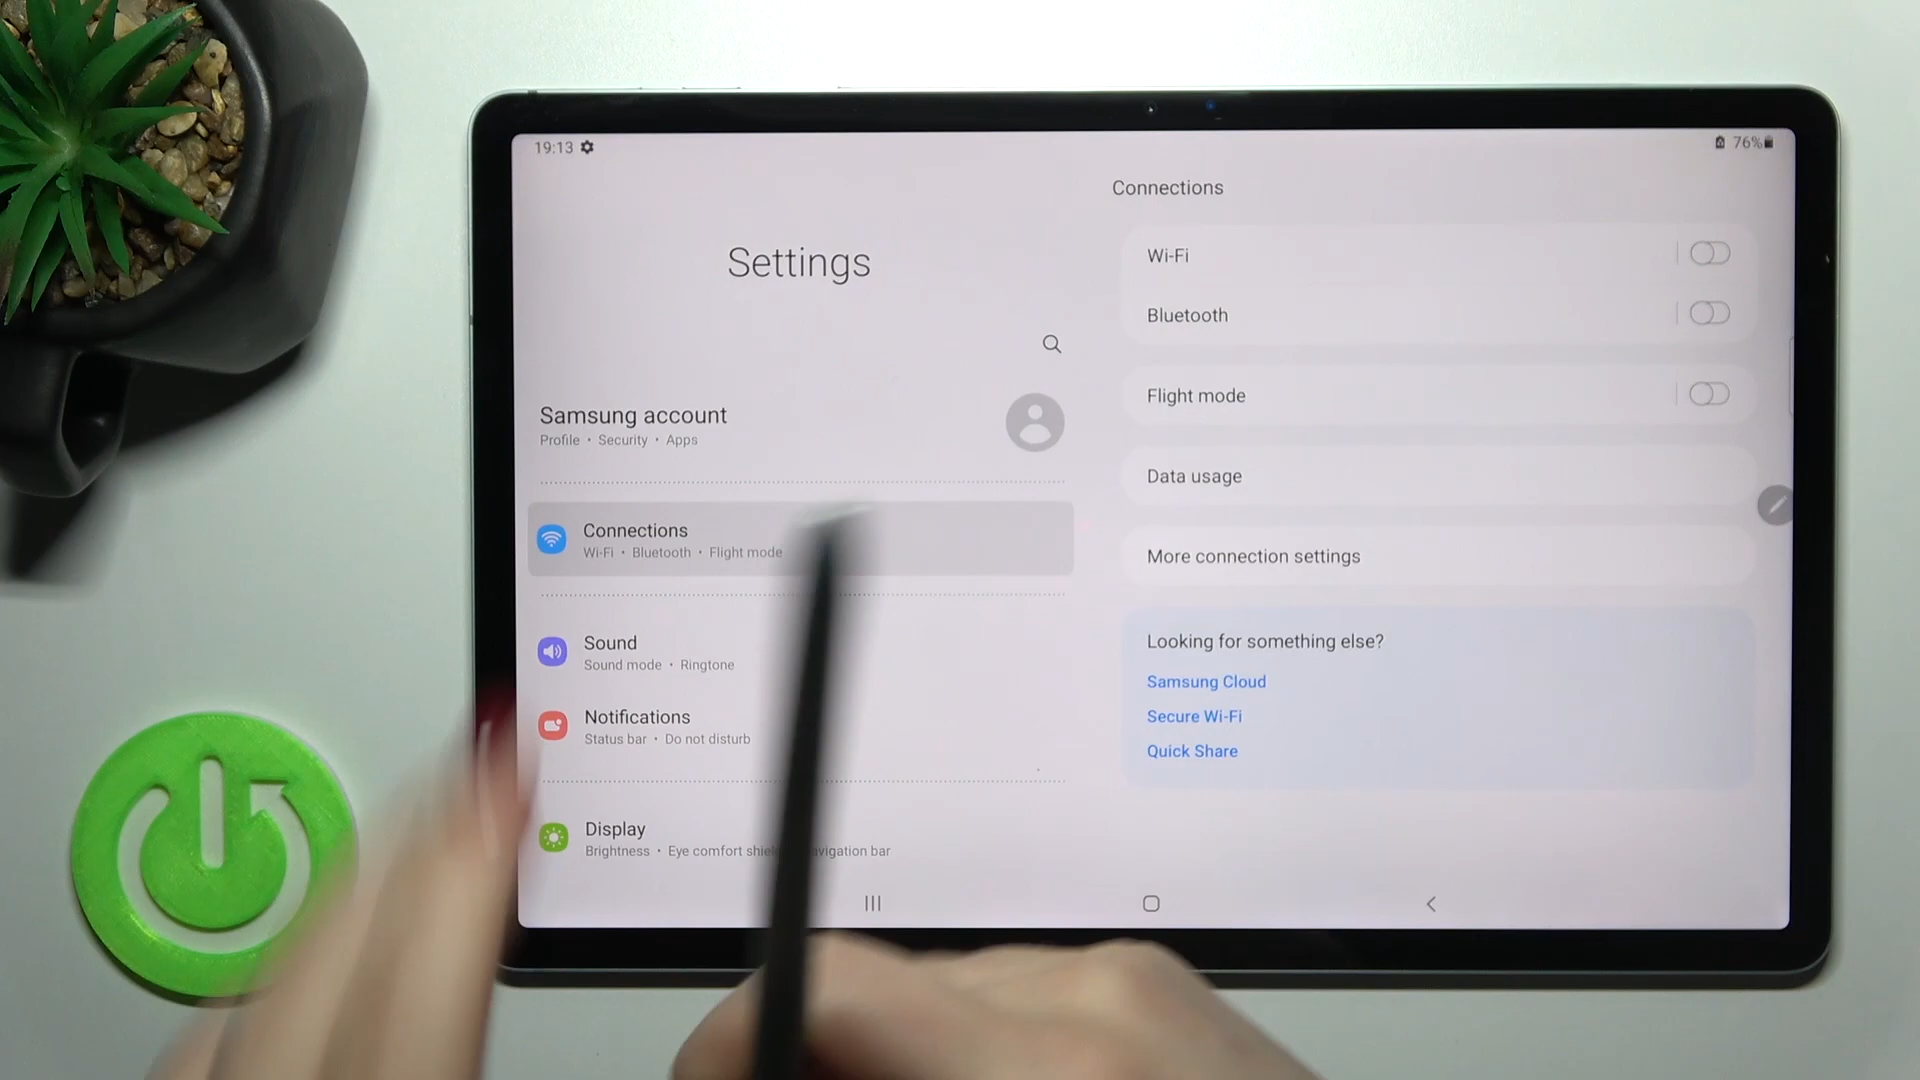 19:13
76%
Settings
Samsung account
Profile • Security • Apps
Connections
Wi-Fi • Bluetooth • Flight mode
Sound
Sound mode • Ringtone
Notifications
Status bar • Do not disturb
Display
Brightness • Eye comfort bar
Connections
Wi-Fi
Bluetooth
Flight mode
Data usage
More connection settings
Looking for something else?
Samsung Cloud
Secure Wi-Fi
Quick Share